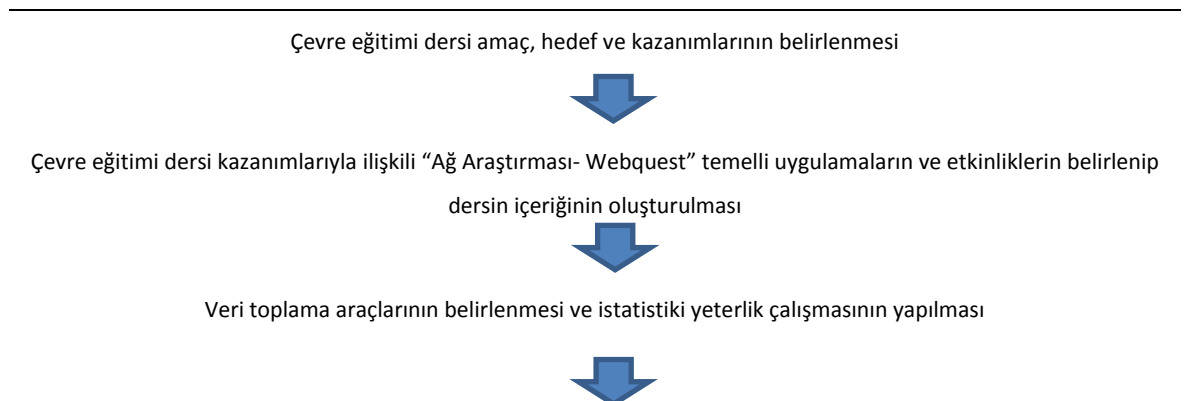 Çevre eğitimi dersi amaç, hedef ve kazanımlarının belirlenmesi
Çevre eğitimi dersi kazanımlarıyla ilişkili “Ağ Araştırması- Webquest” temelli uygulamaların ve etkinliklerin belirlenip
dersin içeriğinin oluşturulması
Veri toplama araçlarının belirlenmesi ve istatistiki yeterlik çalışmasının yapılması